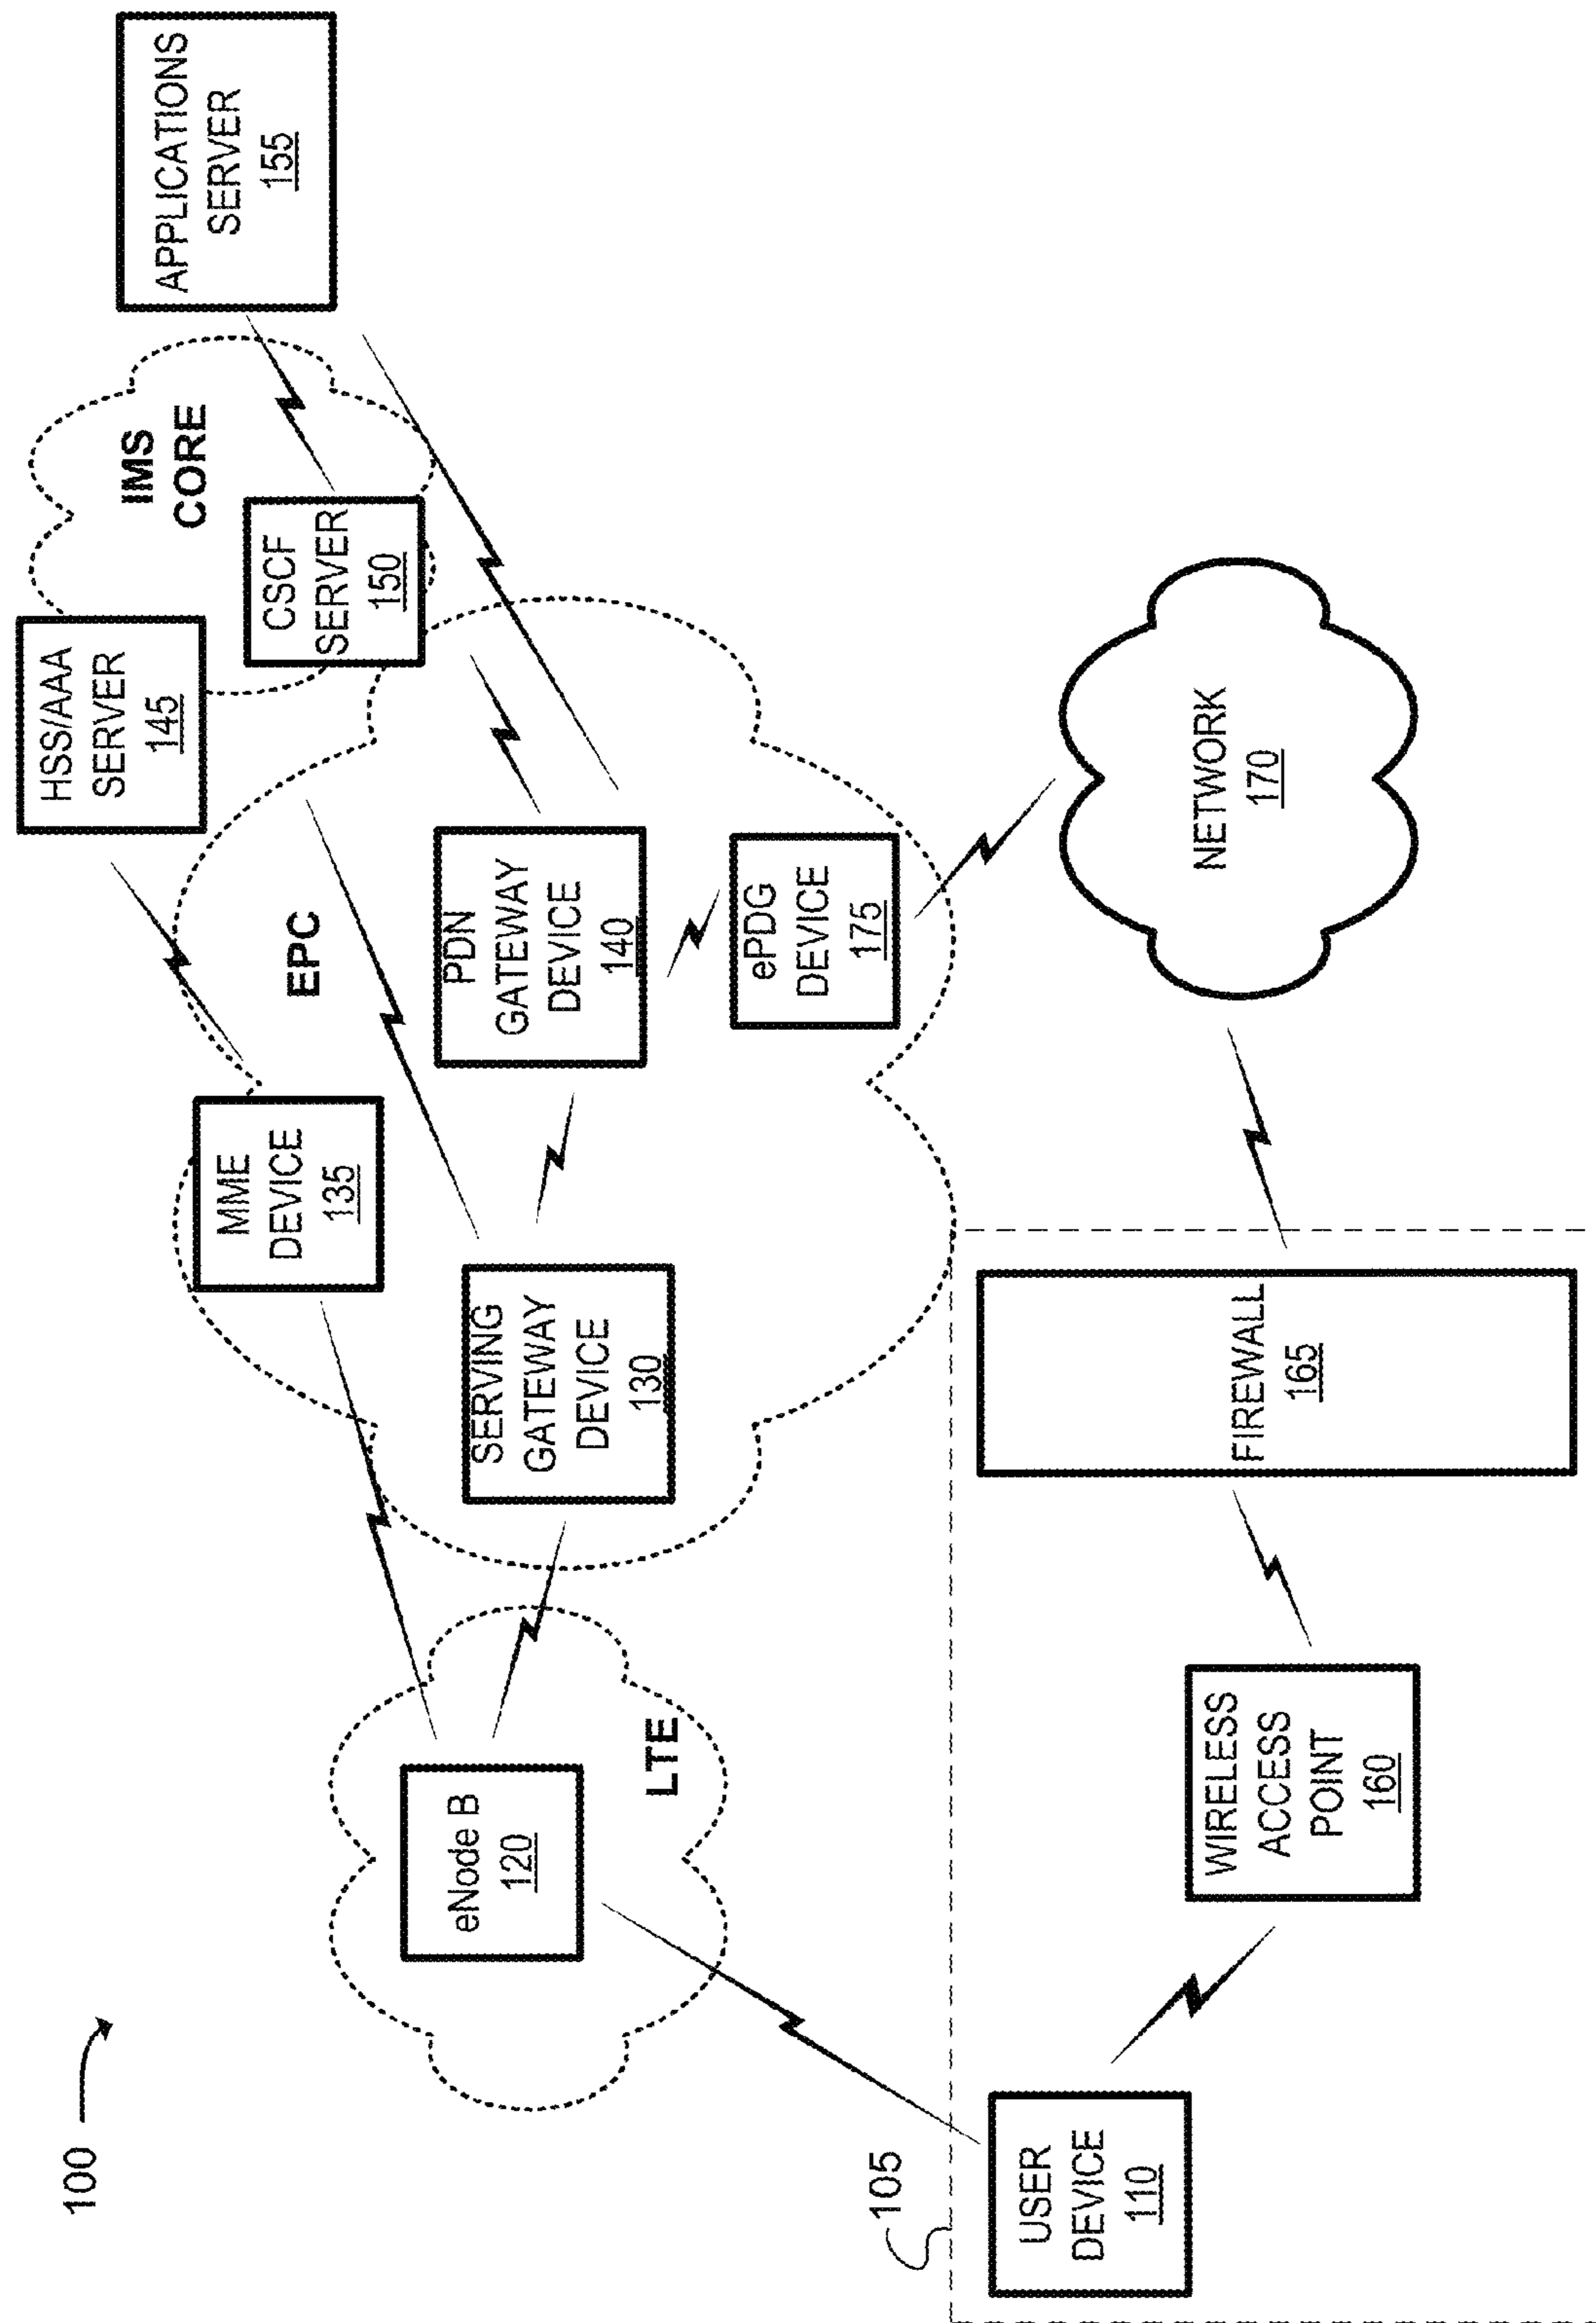 100
HSS/AAA
SERVER
145
IMS
CORE
APPLICATIONS
SERVER
155
MME
DEVICE
135
EPC
CSCF
SERVER
150
eNode B
120
LTE
SERVING
GATEWAY
DEVICE
130
PDN
GATEWAY
DEVICE
140
ePDG
DEVICE
175
105
USER
DEVICE
110
WIRELESS
ACCESS
POINT
160
FIREWALL
165
NETWORK
170